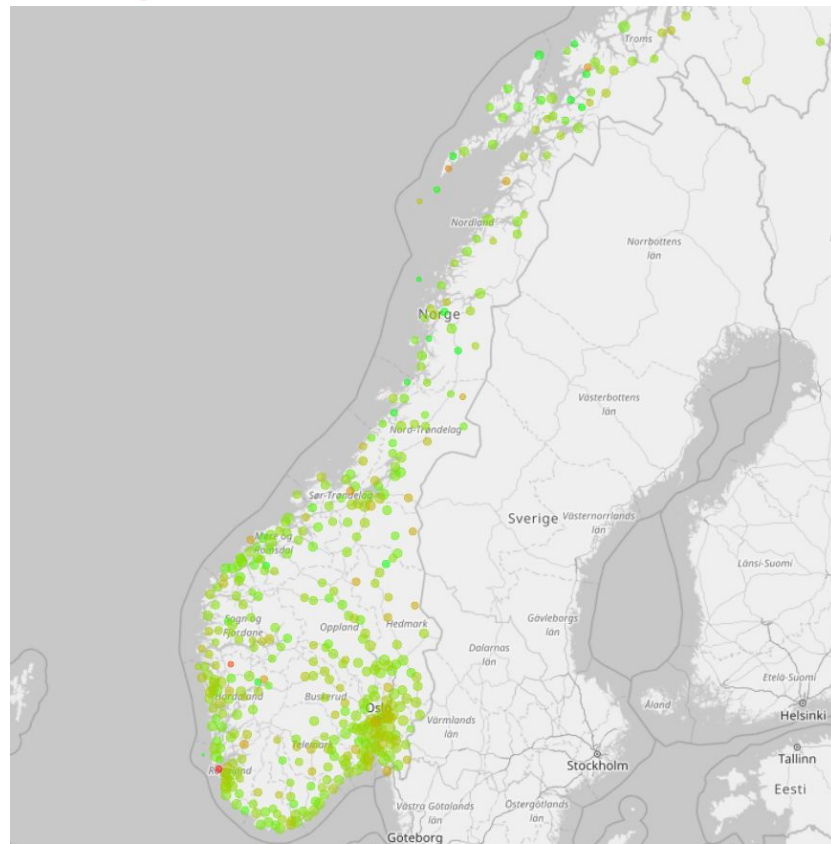 Troms
Nordland
Norrbottens
län
Norge
Västerbottens
län
Nord-Trøndelag
Sør-Trøndelag
Sverige
Västernorrlands
län
Møre og
Romsdal
Länsi-Suomi
Sogn og
Fjordane
Oppland
Hedmark
Gävleborgs
län
Dalarnas
län
Etelä-Suomi
Hordaland
Buskerud
Oslo
Värmlands
län
Åland
Helsinki
Telemark
Stockholm
Tallinn
Rogaland
Eesti
Västra Götalands
län
Östergötlands
län
Göteborg